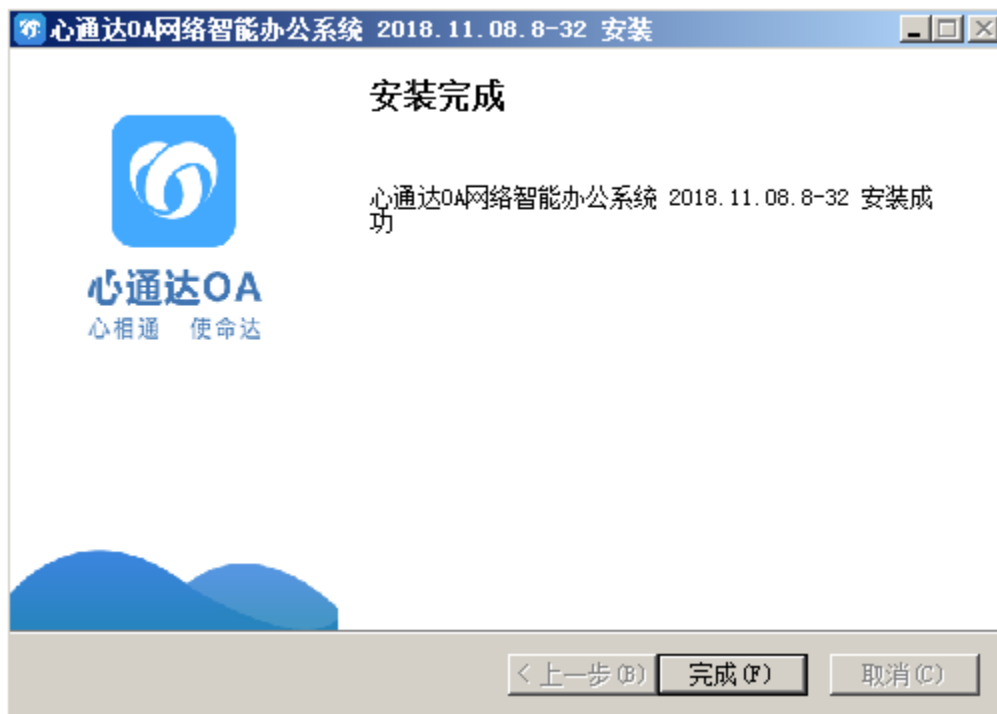 心通达OA网络智能办公系统 2018.11.08.8-32 安装
安装完成
心通达OA网络智能办公系统 2018.11.08.8-32 安装成
功
心通达OA
心相通 使命达
< 上一步(B) 完成(F) 取消(C)